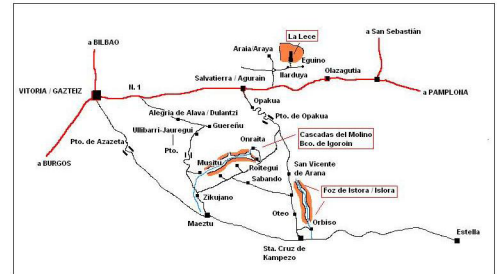 a BILBAO
a San Sebastián
La Lece
Araia/Araya
Eguino
Ilarduya
Olazagutia
Salvatierra / Agurain
VITORIA / GAZTEIZ
N. 1
a PAMPLONA
Opakua
Pto. de Opakua
Alegria de Alava / Dulantzi
Ullibarri-Jauregui
Guereñu
Pto. de Azazeta
Pto.
a BURGOS
Onraita
Cascadas del Molino
Bco. de Igoroin
Musitu
Roitegui
San Vicente
de Arana
Sabando
Foz de Istora / Islora
Zikujano
Maeztu
Oteo
Orbiso
Sta. Cruz de
Kampezo
Estella